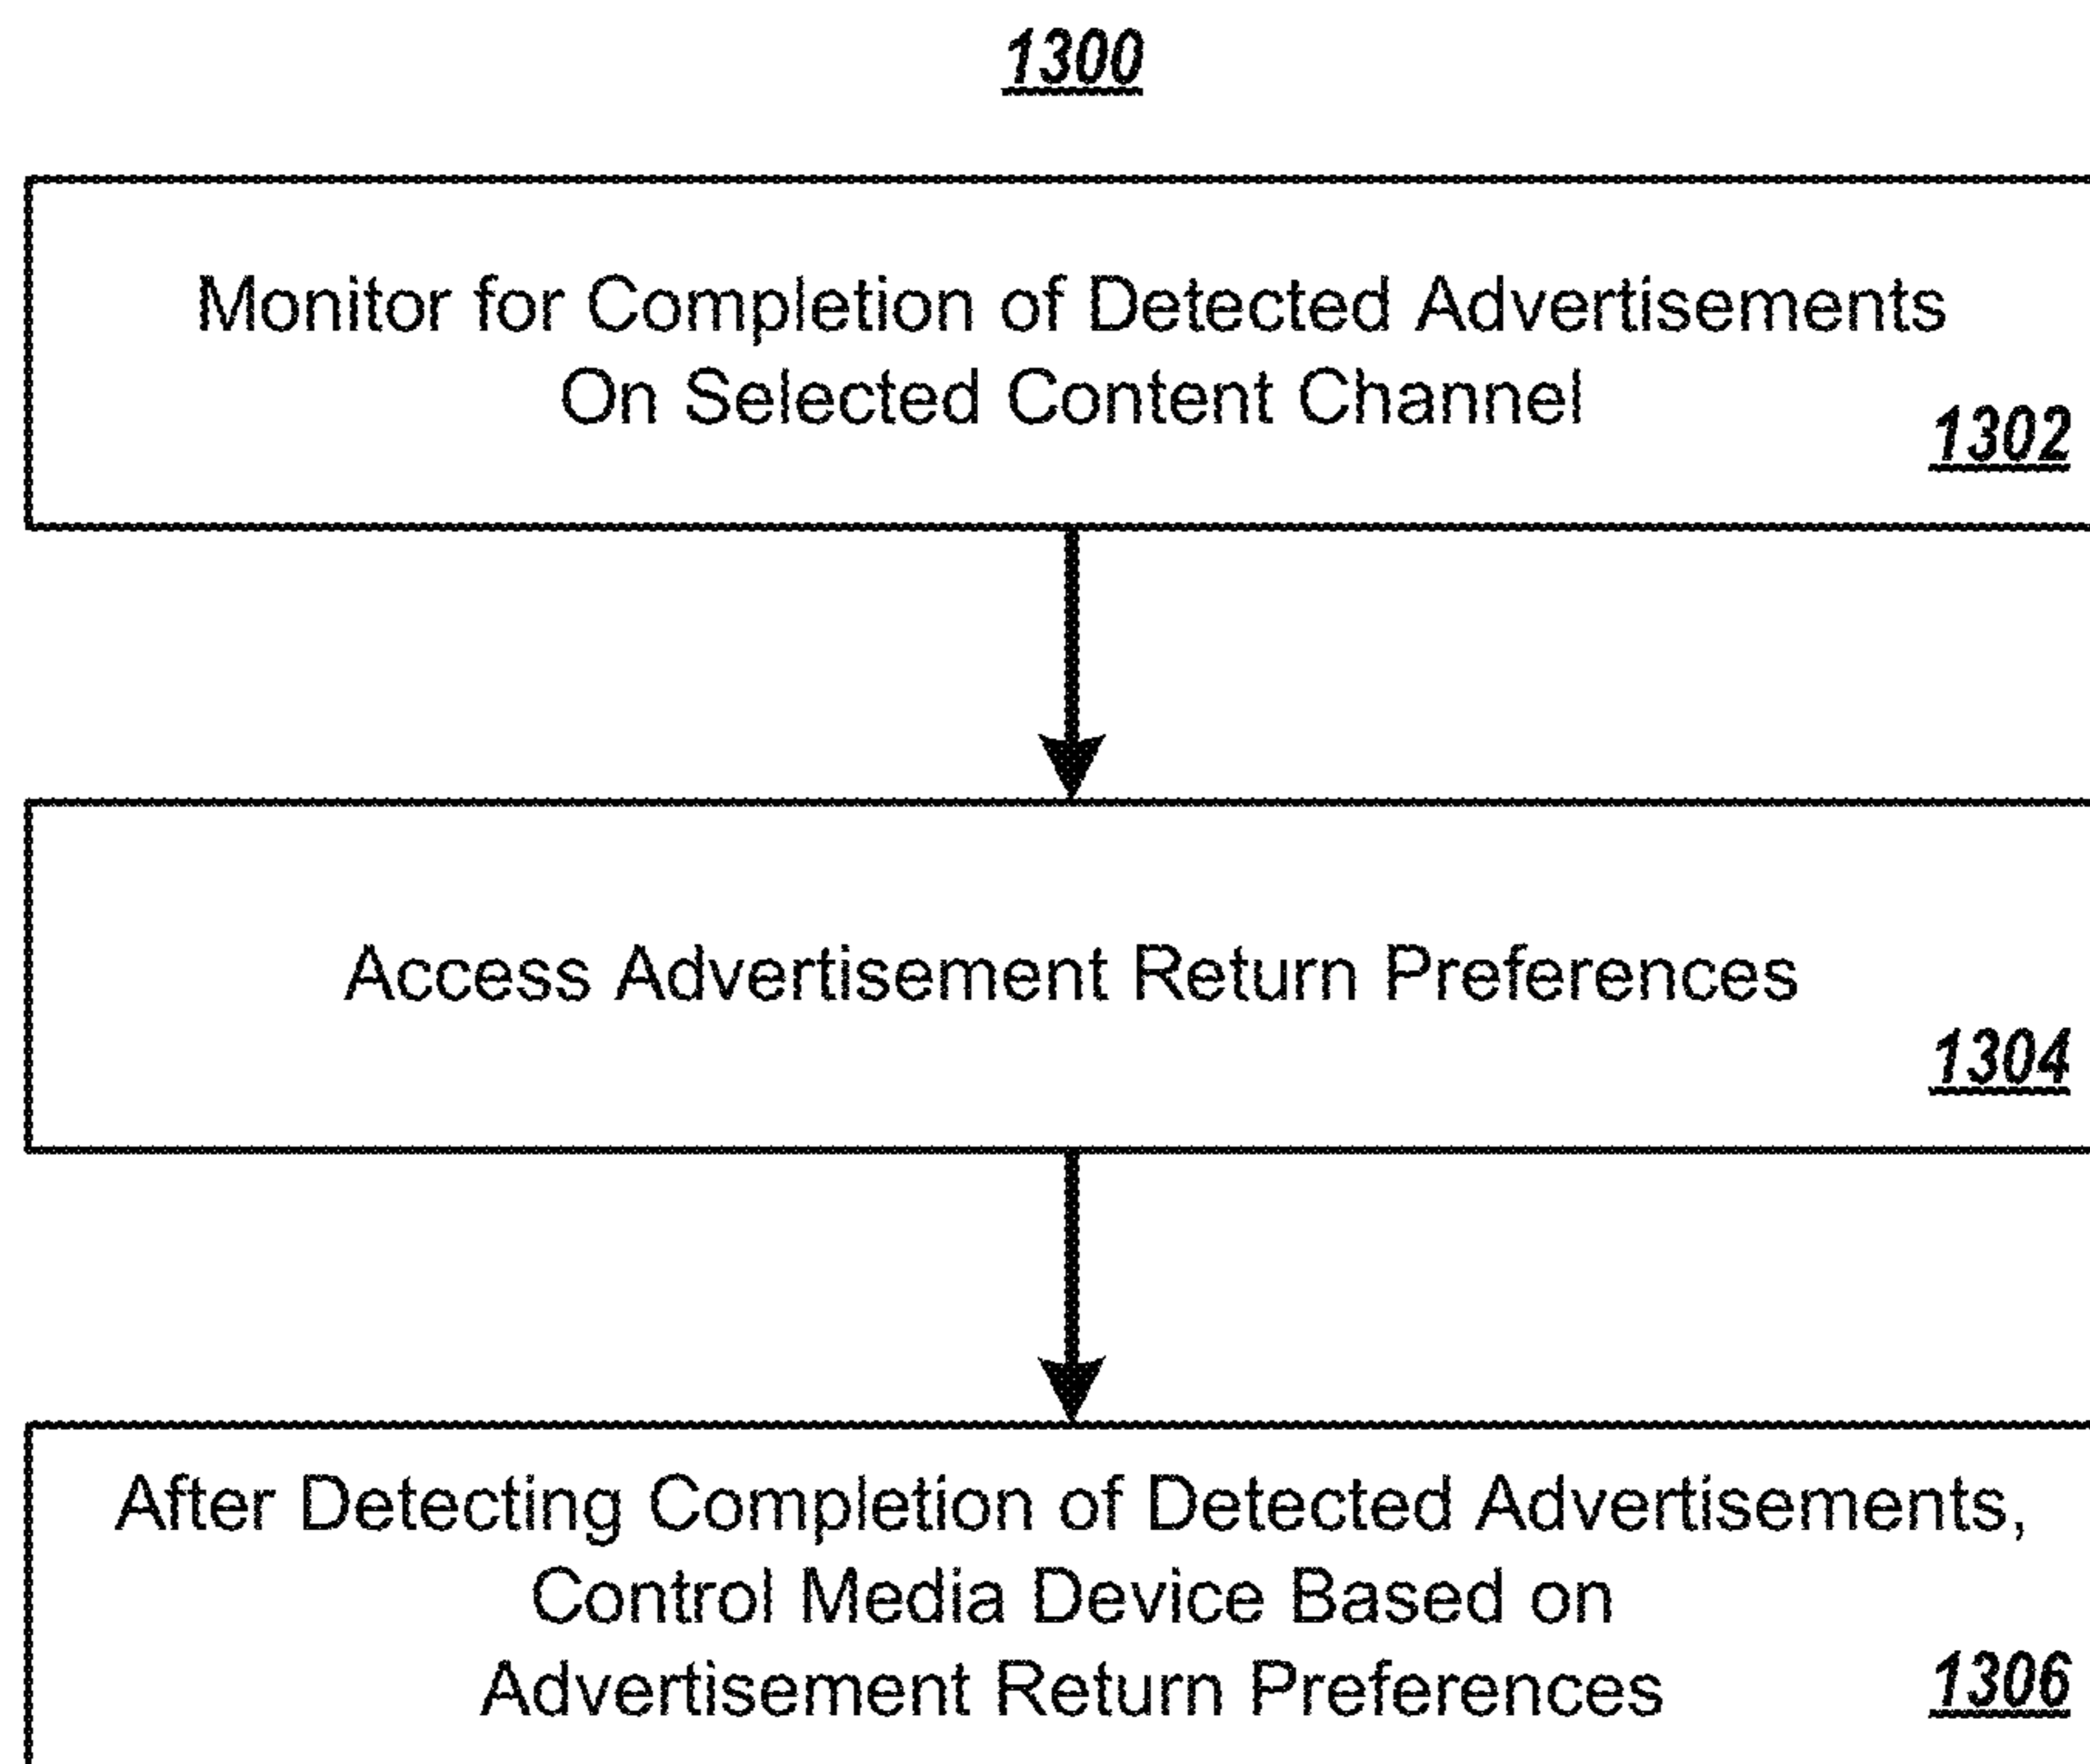 1300
Monitor for Completion of Detected Advertisements
On Selected Content Channel
1302
Access Advertisement Return Preferences
1304
After Detecting Completion of Detected Advertisements,
Control Media Device Based on
Advertisement Return Preferences
1306